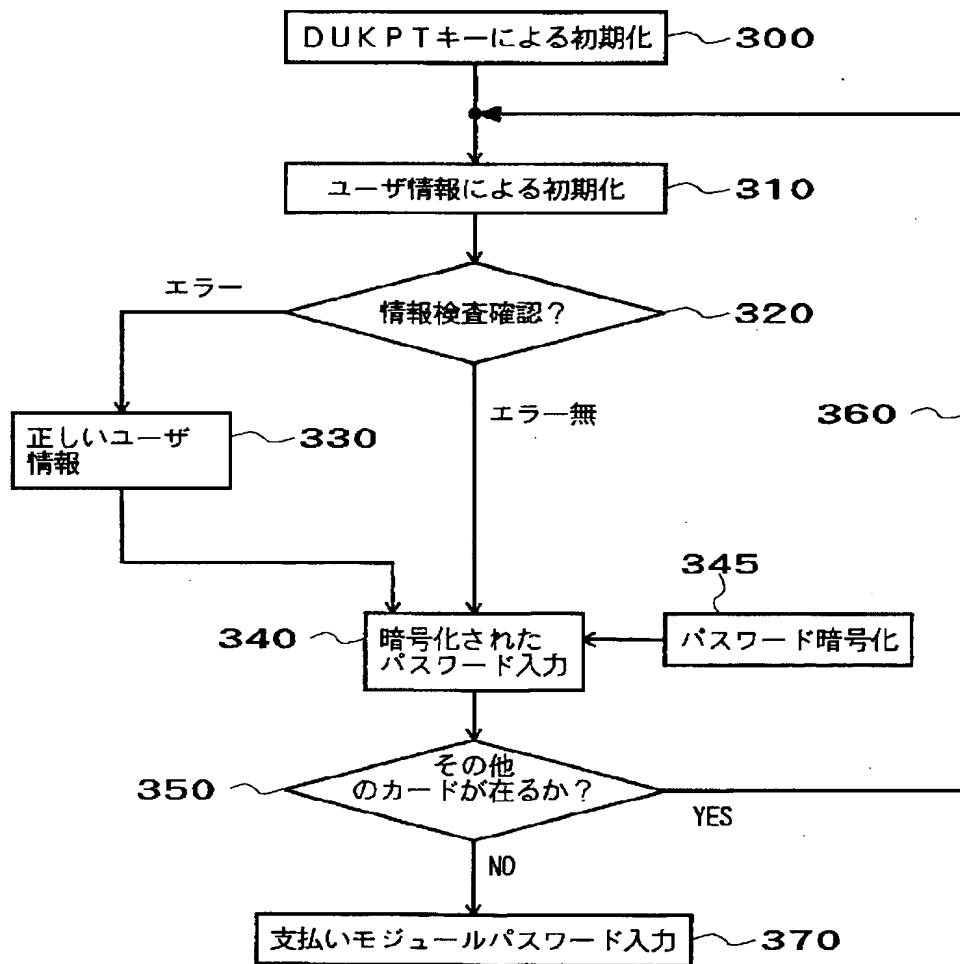 DUKPTキーによる初期化
300
ユーザ情報による初期化
310
エラー
情報検査確認?
320
エラー無
360
正しいユーザ
情報
330
345
340
暗号化された
パスワード入力
パスワード暗号化
350
その他
のカードが在るか?
YES
NO
支払いモジュールパスワード入力
370